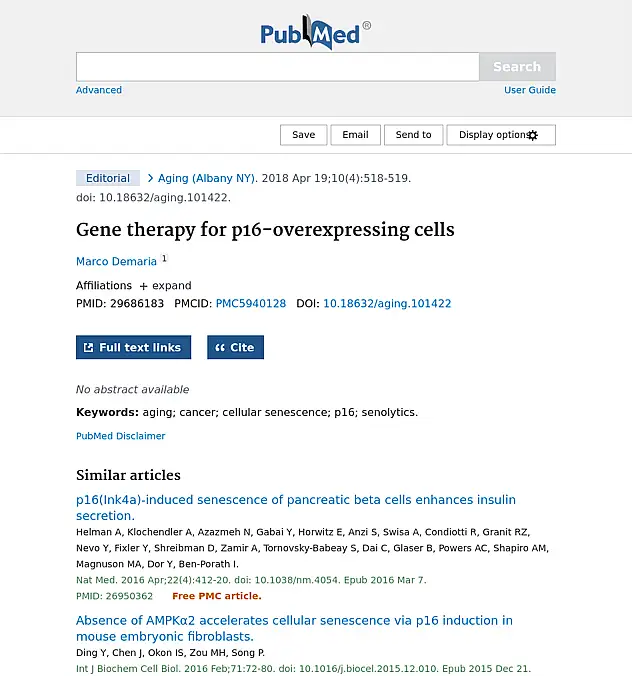 PubMed®
Search
Advanced User Guide
Save Email Send to Display options
Editorial Aging (Albany NY). 2018 Apr 19;10(4):518-519.
doi: 10.18632/aging.101422.
Gene therapy for p16-overexpressing cells
Marco Demaria 1
Affiliations + expand
PMID: 29686183 PMCID: PMC5940128 DOI: 10.18632/aging.101422
Full text links Cite
No abstract available
Keywords: aging; cancer; cellular senescence; p16; senolytics.
PubMed Disclaimer
Similar articles
p16(Ink4a)-induced senescence of pancreatic beta cells enhances insulin
secretion.
Helman A, Klochendler A, Azazmeh N, Gabai Y, Horwitz E, Anzi S, Swisa A, Condiotti R, Granit RZ,
Nevo Y, Fixler Y, Shreibman D, Zamir A, Tornovsky-Babeay S, Dai C, Glaser B, Powers AC, Shapiro AM,
Magnuson MA, Dor Y, Ben-Porath I.
Nat Med. 2016 Apr;22(4):412-20. doi: 10.1038/nm.4054. Epub 2016 Mar 7.
PMID: 26950362 Free PMC article.
Absence of AMPKα2 accelerates cellular senescence via p16 induction in
mouse embryonic fibroblasts.
Ding Y, Chen J, Okon IS, Zou MH, Song P.
Int J Biochem Cell Biol. 2016 Feb;71:72-80. doi: 10.1016/j.biocel.2015.12.010. Epub 2015 Dec 21.